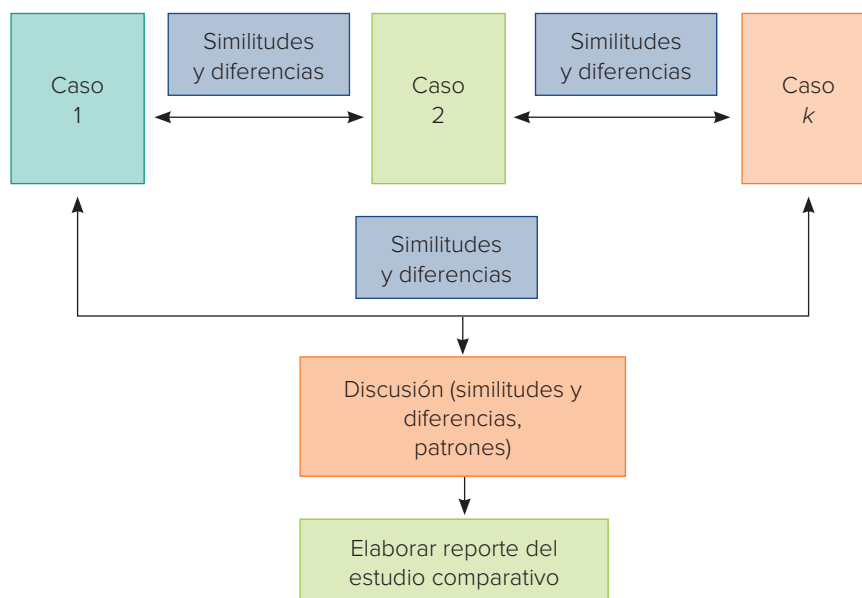 Caso
1
Similitudes
y diferencias
Caso
2
Similitudes
y diferencias
Caso
k
Similitudes
y diferencias
Discusión (similitudes y
diferencias,
patrones)
Elaborar reporte del
estudio comparativo